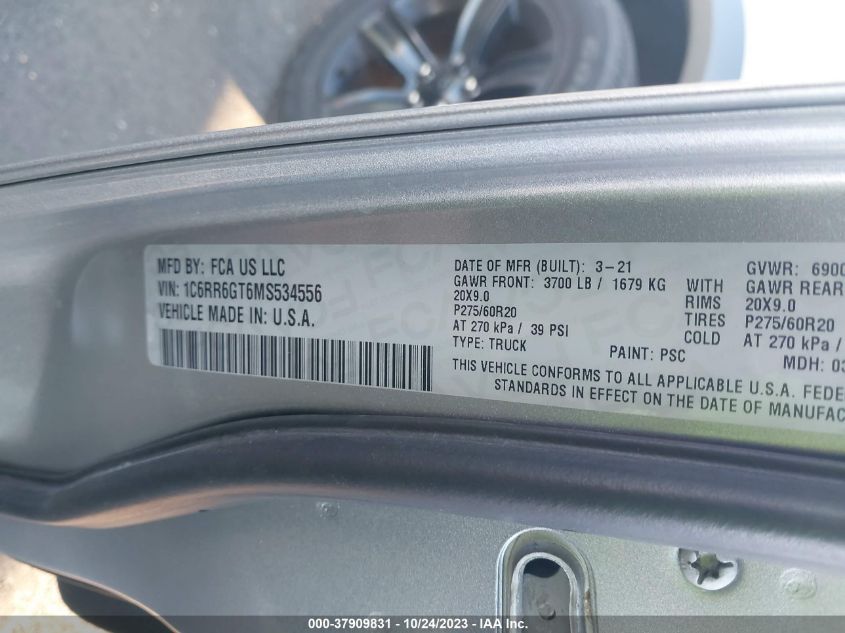 MFD BY: FCA US LLC
VIN: 1C6RR6GT6MS534556
VEHICLE MADE IN: U.S.A.
DATE OF MFR (BUILT): 3-21
GAWR FRONT: 3700 LB / 1679 KG
20X9.0
P275/60R20
AT 270 kPa / 39 PSI
TYPE: TRUCK
PAINT: PSC
WITH
RIMS
TIRES
COLD
GVWR: 6900
GAWR REAR
20X9.0
P275/60R20
AT 270 kPa /
MDH: 03
THIS VEHICLE CONFORMS TO ALL APPLICABLE U.S.A. FEDE
STANDARDS IN EFFECT ON THE DATE OF MANUFAC
000-37909831 - 10/24/2023 - IAA Inc.